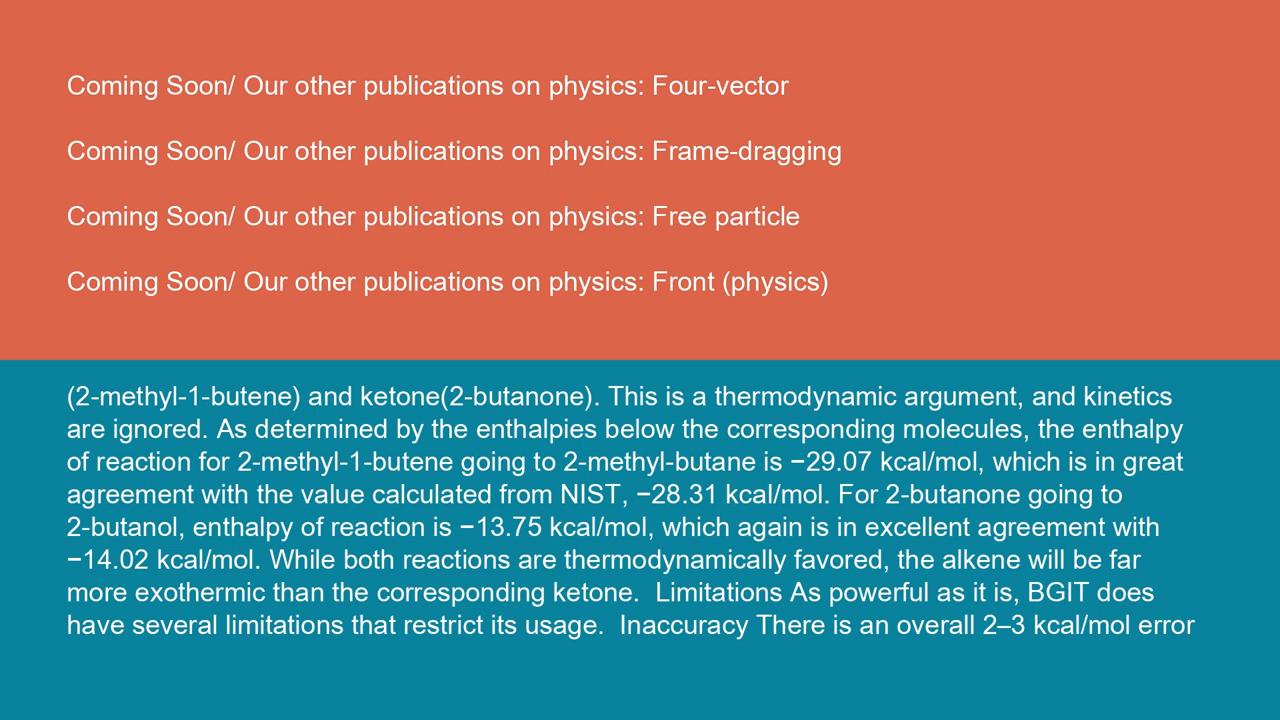 Coming Soon/ Our other publications on physics: Four-vector
Coming Soon/ Our other publications on physics: Frame-dragging
Coming Soon/ Our other publications on physics: Free particle
Coming Soon/ Our other publications on physics: Front (physics)
(2-methyl-1-butene) and ketone(2-butanone). This is a thermodynamic argument, and kinetics
are ignored. As determined by the enthalpies below the corresponding molecules, the enthalpy
of reaction for 2-methyl-1-butene going to 2-methyl-butane is −29.07 kcal/mol, which is in great
agreement with the value calculated from NIST, −28.31 kcal/mol. For 2-butanone going to
2-butanol, enthalpy of reaction is −13.75 kcal/mol, which again is in excellent agreement with
−14.02 kcal/mol. While both reactions are thermodynamically favored, the alkene will be far
more exothermic than the corresponding ketone.  Limitations As powerful as it is, BGIT does
have several limitations that restrict its usage.  Inaccuracy There is an overall 2–3 kcal/mol error